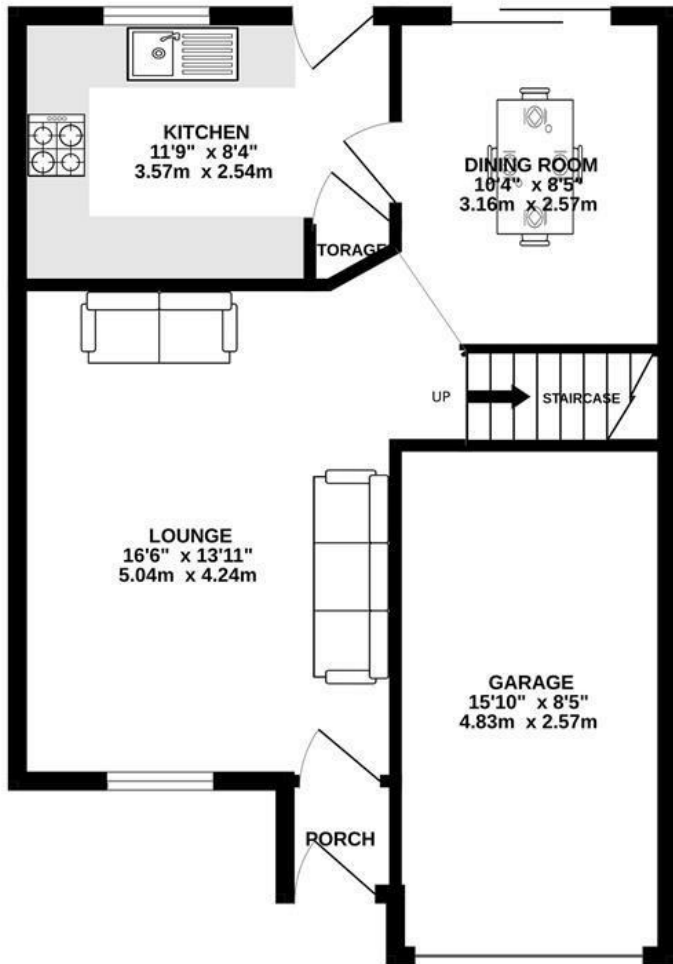 KITCHEN
11'9" x 8'4"
3.57m x 2.54m
DINING ROOM
10'4" x 8'5"
3.16m x 2.57m
TORAGE
UP
STAIRCASE
LOUNGE
16'6" x 13'11"
5.04m x 4.24m
GARAGE
15'10" x 8'5"
4.83m x 2.57m
PORCH